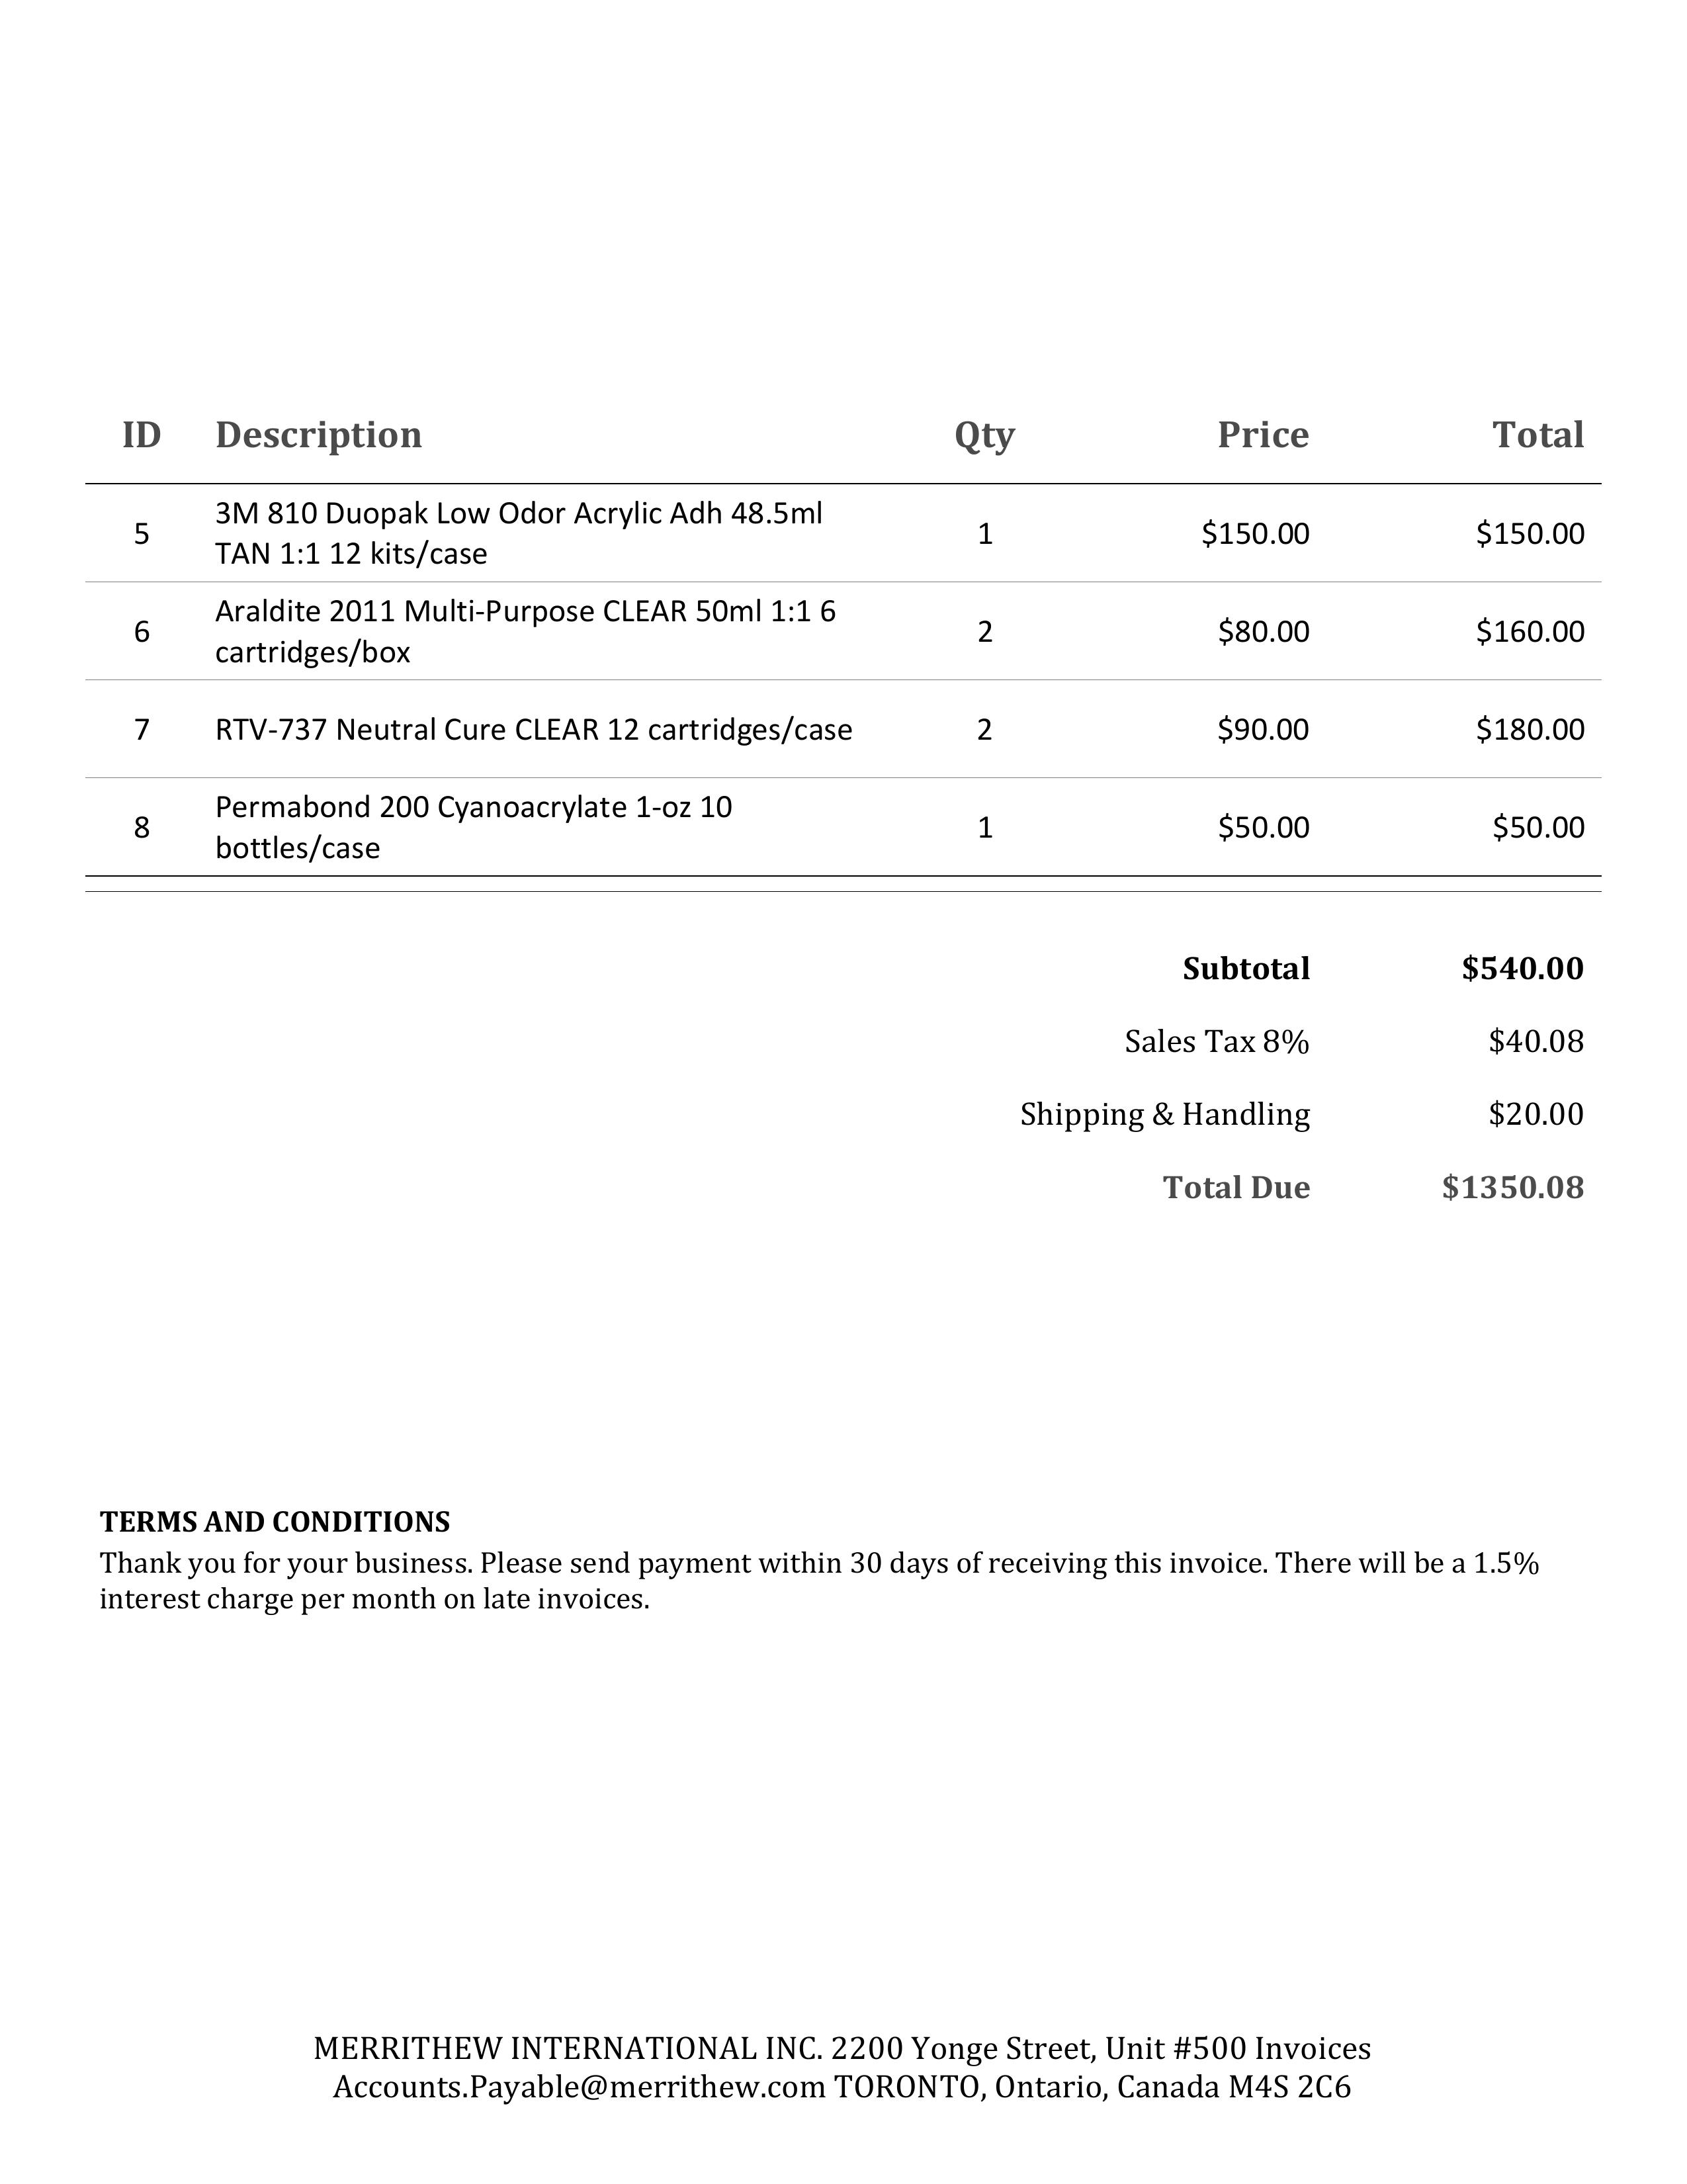 ID Description Qty Price Total
3M 810 Duopak Low Odor Acrylic Adh 48.5ml
5 1 $150.00 $150.00
TAN 1:1 12 kits/case
Araldite 2011 Multi-Purpose CLEAR 50ml 1:1 6
6 2 $80.00 $160.00
cartridges/box
7 RTV-737 Neutral Cure CLEAR 12 cartridges/case 2 $90.00 $180.00
Permabond 200 Cyanoacrylate 1-oz 10
8 1 $50.00 $50.00
bottles/case
Subtotal $540.00
Sales Tax 8% $40.08
Shipping & Handling $20.00
Total Due $1350.08
TERMS AND CONDITIONS
Thank you for your business. Please send payment within 30 days of receiving this invoice. There will be a 1.5%
interest charge per month on late invoices.
MERRITHEW INTERNATIONAL INC. 2200 Yonge Street, Unit #500 Invoices
Accounts.Payable@merrithew.com TORONTO, Ontario, Canada M4S 2C6